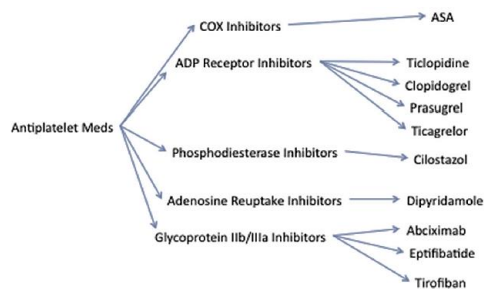 COX Inhibitors
ASA
ADP Receptor Inhibitors
Ticlopidine
Clopidogrel
Prasugrel
Ticagrelor
Antiplatelet Meds
Phosphodiesterase Inhibitors
Cilostazol
Adenosine Reuptake Inhibitors
Dipyridamole
Glycoprotein IIb/IIIa Inhibitors
Abciximab
Eptifibatide
Tirofiban